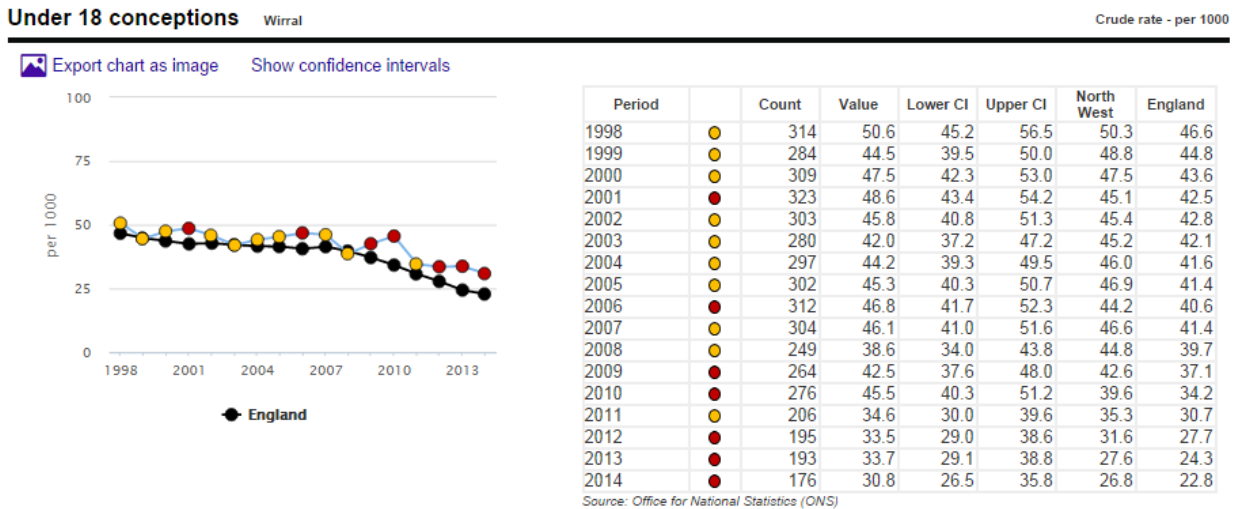 Under 18 conceptions Wirral Crude rate - per 1000
Export chart as image Show confidence intervals
100
75
50
25
0
per 1000
1998 2001 2004 2007 2010 2013
England
Period Count Value Lower CI Upper CI North West England
1998 314 50.6 45.2 56.5 50.3 46.6
1999 284 44.5 39.5 50.0 48.8 44.8
2000 309 47.5 42.3 53.0 47.5 43.6
2001 323 48.6 43.4 54.2 45.1 42.5
2002 303 45.8 40.8 51.3 45.4 42.8
2003 280 42.0 37.2 47.2 45.2 42.1
2004 297 44.2 39.3 49.5 46.0 41.6
2005 302 45.3 40.3 50.7 46.9 41.4
2006 312 46.8 41.7 52.3 44.2 40.6
2007 304 46.1 41.0 51.6 46.6 41.4
2008 249 38.6 34.0 43.8 44.8 39.7
2009 264 42.5 37.6 48.0 42.6 37.1
2010 276 45.5 40.3 51.2 39.6 34.2
2011 206 34.6 30.0 39.6 35.3 30.7
2012 195 33.5 29.0 38.6 31.6 27.7
2013 193 33.7 29.1 38.8 27.6 24.3
2014 176 30.8 26.5 35.8 26.8 22.8
Source: Office for National Statistics (ONS)